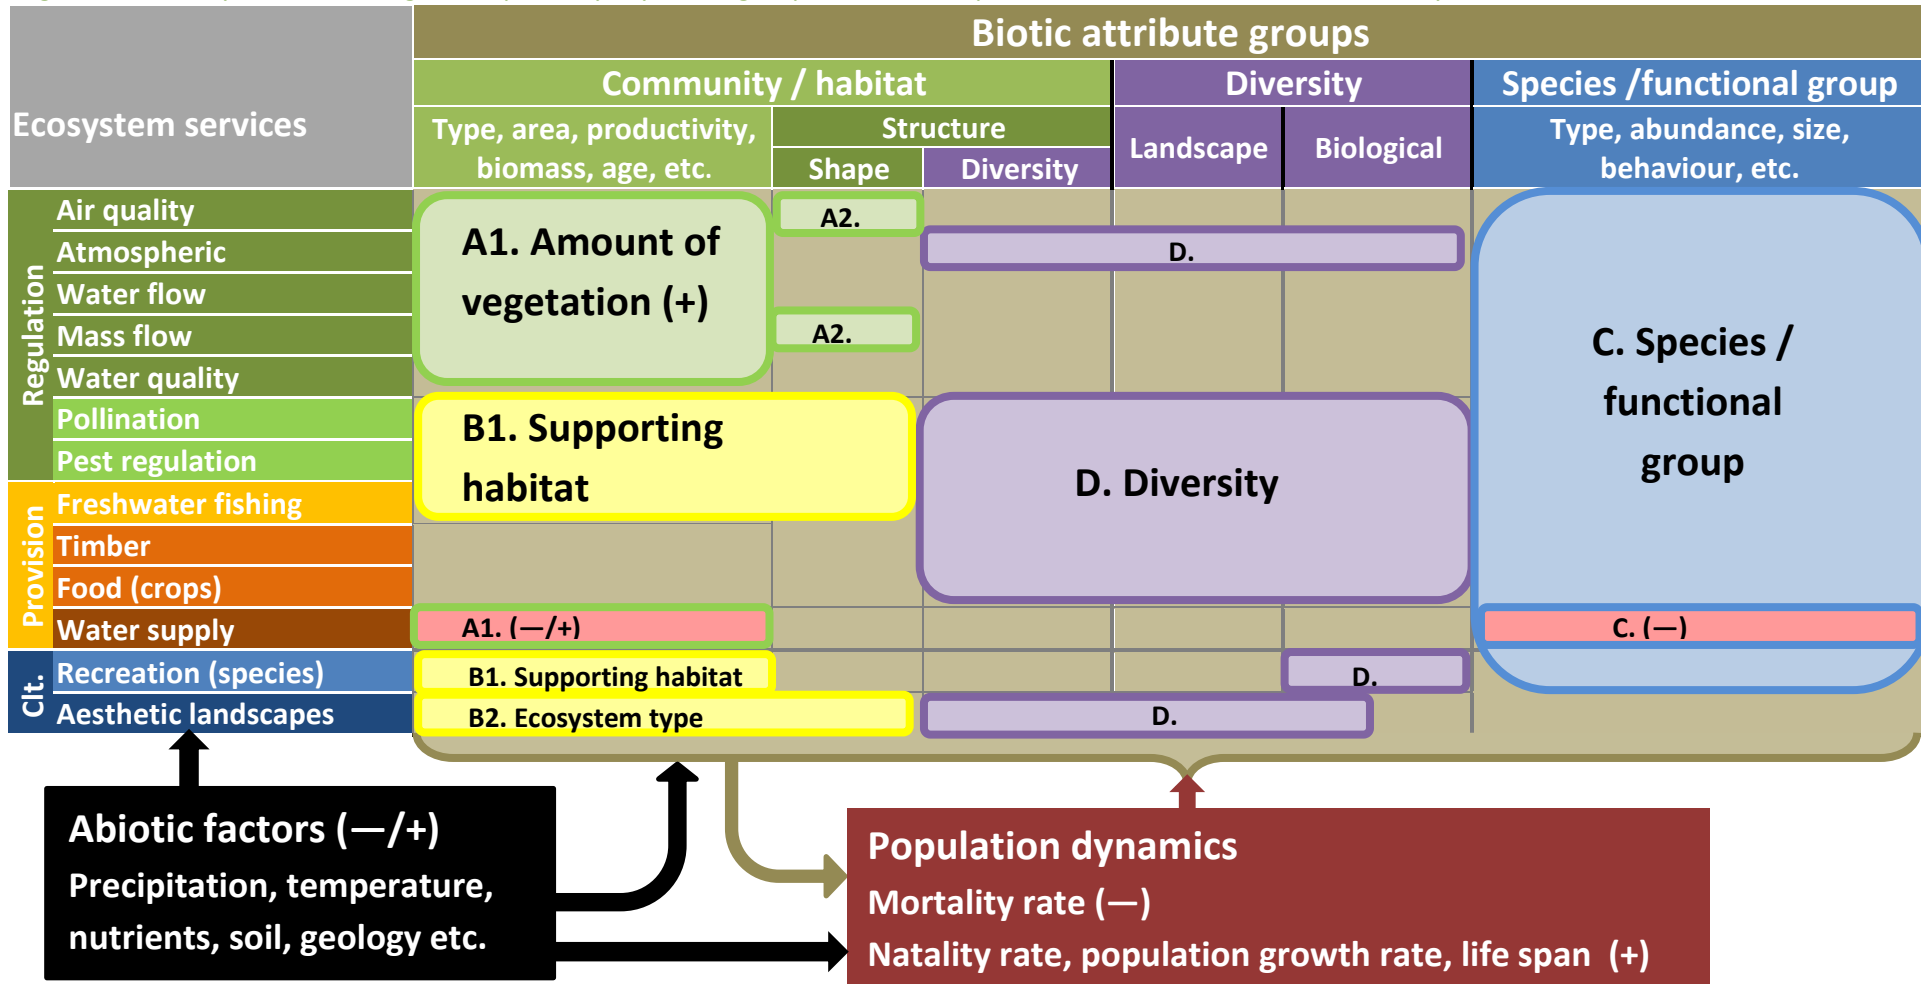 Biotic attribute groups
Community / habitat
Diversity
Species /functional group
Ecosystem services
Type, area, productivity,
biomass, age, etc.
Structure
Shape
Diversity
Landscape
Biological
Type, abundance, size,
behaviour, etc.
Regulation
Air quality
Atmospheric
Water flow
Mass flow
Water quality
Pollination
Pest regulation
Provision
Freshwater fishing
Timber
Food (crops)
Water supply
Clt.
Recreation (species)
Aesthetic landscapes
A1. Amount of
vegetation (+)
A2.
D.
A2.
B1. Supporting
habitat
D. Diversity
C. Species /
functional
group
A1. (—/+)
C. (—)
B1. Supporting habitat
D.
B2. Ecosystem type
D.
Abiotic factors (—/+)
Precipitation, temperature,
nutrients, soil, geology etc.
Population dynamics
Mortality rate (—)
Natality rate, population growth rate, life span (+)